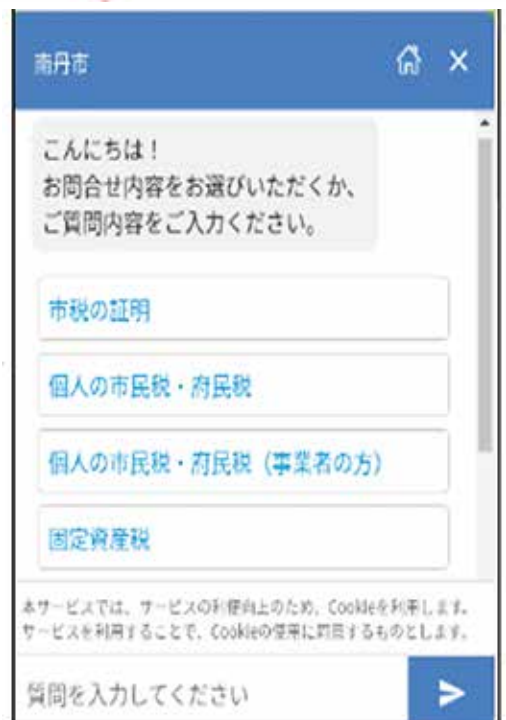 南丹市
こんにちは！
お問合せ内容をお選びいただくか、
ご質問内容をご入力ください。
市税の証明
個人の市民税・府民税
個人の市民税・府民税（事業者の方）
固定資産税
本サービスでは、サービスの利便向上のため、Cookieを利用します。
サービスを利用することで、Cookieの使用に同意するものとします。
質問を入力してください